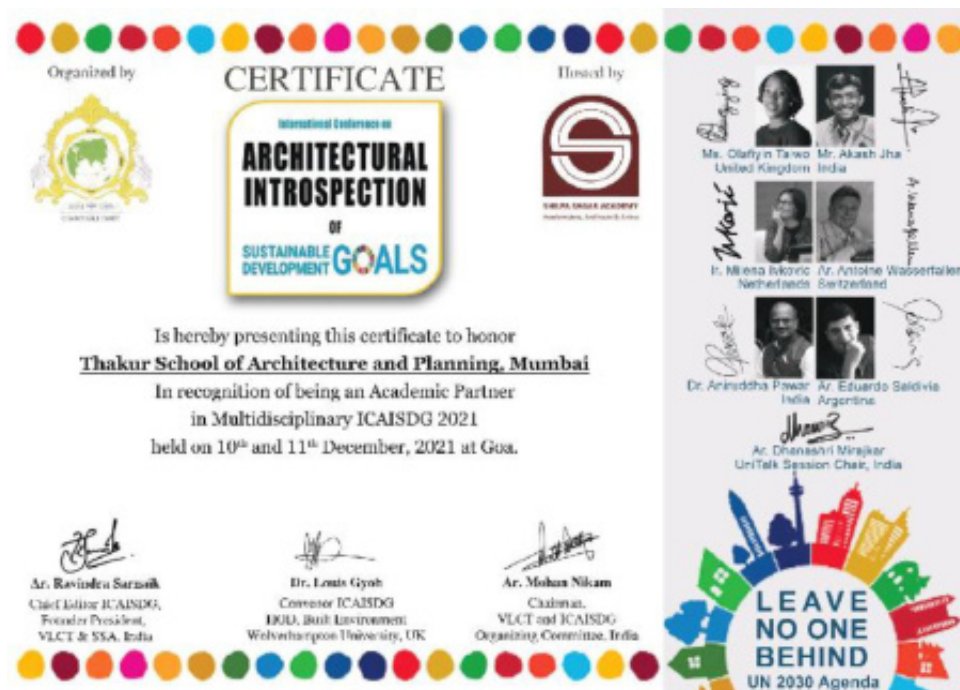 Organized by
CERTIFICATE
Hosted by
International Conference on
ARCHITECTURAL
INTROSPECTION
OF
SUSTAINABLE
DEVELOPMENT GOALS
SHILPA SAGAR ACADEMY
Is hereby presenting this certificate to honor
Thakur School of Architecture and Planning, Mumbai
In recognition of being an Academic Partner
in Multidisciplinary ICAISDG 2021
held on 10th and 11th December, 2021 at Goa.
Ar. Ravindra Sarnaik
Chief Editor ICAISDG,
Founder President,
VLCT & SSA, India
Dr. Louis Gyoh
Convenor ICAISDG
HOD, Built Environment
Wolverhampton University, UK
Ar. Mohan Nikam
Chairman,
VLCT and ICAISDG
Organizing Committee, India
Ms. Olafiyin Taiwo
United Kingdom
Mr. Akash Jha
India
Ir. Milena Ivkovic
Netherlands
Ar. Antoine Wasserfallen
Switzerland
Dr. Aniruddha Pawar
India
Ar. Eduardo Saldivia
Argentina
Ar. Dhanashri Mirajkar
UniTalk Session Chair, India
LEAVE
NO ONE
BEHIND
UN 2030 Agenda